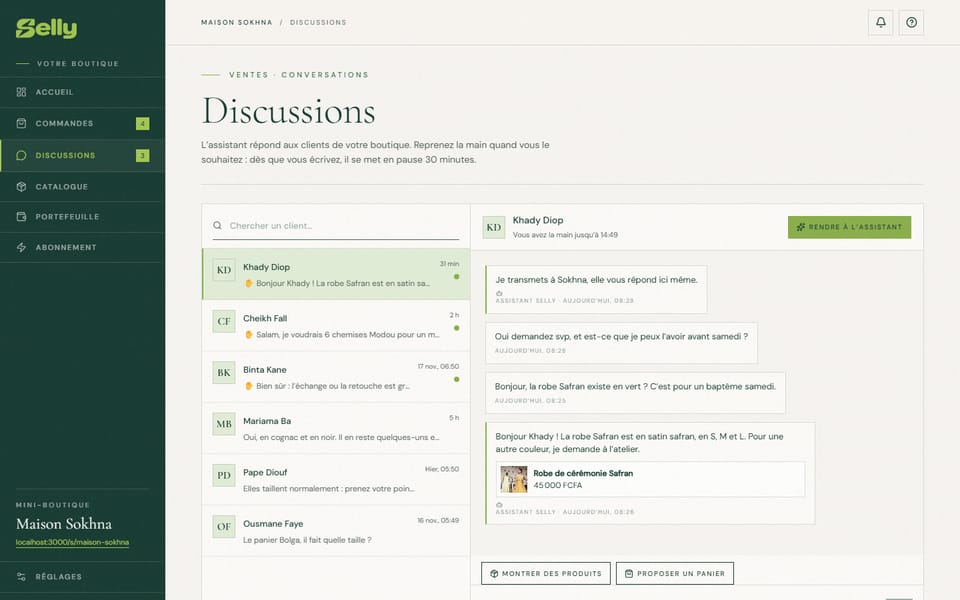 Selly
VOTRE BOUTIQUE
ACCUEIL
COMMANDES 4
DISCUSSIONS 3
CATALOGUE
PORTEFEUILLE
ABONNEMENT
MINI-BOUTIQUE
Maison Sokhna
localhost:3000/s/maison-sokhna
RÉGLAGES
MAISON SOKHNA / DISCUSSIONS
VENTES · CONVERSATIONS
Discussions
L'assistant répond aux clients de votre boutique. Reprenez la main quand vous le
souhaitez : dès que vous écrivez, il se met en pause 30 minutes.
Chercher un client…
KD Khady Diop 31 min
✋ Bonjour Khady ! La robe Safran est en satin sa…
CF Cheikh Fall 2 h
✋ Salam, je voudrais 6 chemises Modou pour un m…
BK Binta Kane 17 nov., 06:50
✋ Bien sûr : l'échange ou la retouche est gr…
MB Mariama Ba 5 h
Oui, en cognac et en noir. Il en reste quelques-uns e…
PD Pape Diouf Hier, 05:50
Elles taillent normalement : prenez votre poin…
OF Ousmane Faye 16 nov., 05:49
Le panier Bolga, il fait quelle taille ?
KD Khady Diop
Vous avez la main jusqu'à 14:49
RENDRE À L'ASSISTANT
Je transmets à Sokhna, elle vous répond ici même.
ASSISTANT SELLY · AUJOURD'HUI, 08:28
Oui demandez svp, et est-ce que je peux l'avoir avant samedi ?
AUJOURD'HUI, 08:28
Bonjour, la robe Safran existe en vert ? C'est pour un baptême samedi.
AUJOURD'HUI, 08:25
Bonjour Khady ! La robe Safran est en satin safran, en S, M et L. Pour une
autre couleur, je demande à l'atelier.
Robe de cérémonie Safran
45 000 FCFA
ASSISTANT SELLY · AUJOURD'HUI, 08:26
MONTRER DES PRODUITS
PROPOSER UN PANIER